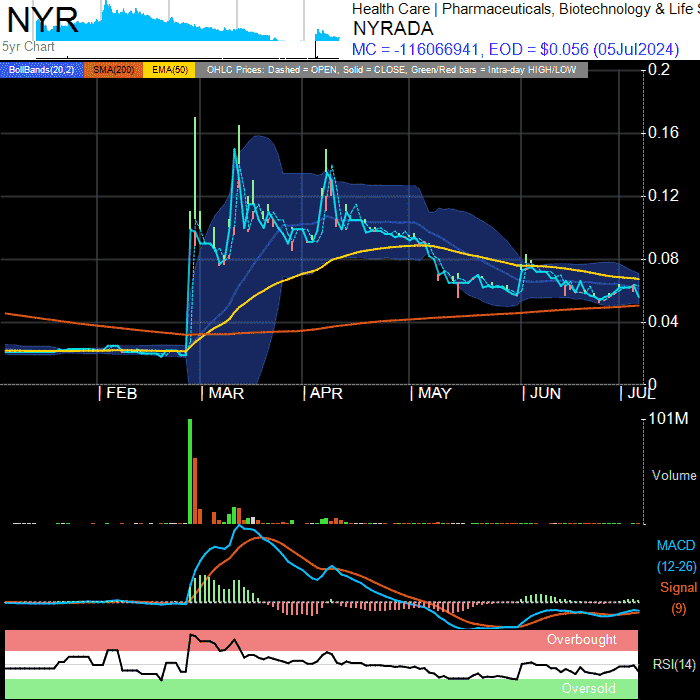 NYR
5yr Chart
Health Care | Pharmaceuticals, Biotechnology & Life
NYRADA
MC = -116066941, EOD = $0.056 (05Jul2024)
BollBands(20,2) SMA(200) EMA(50) OHLC Prices: Dashed = OPEN, Solid = CLOSE, Green/Red bars = Intra-day HIGH/LOW
0.2
0.16
0.12
0.08
0.04
0
FEB MAR APR MAY JUN JUL
101M
Volume
MACD
(12-26)
Signal
(9)
Overbought
RSI(14)
Oversold